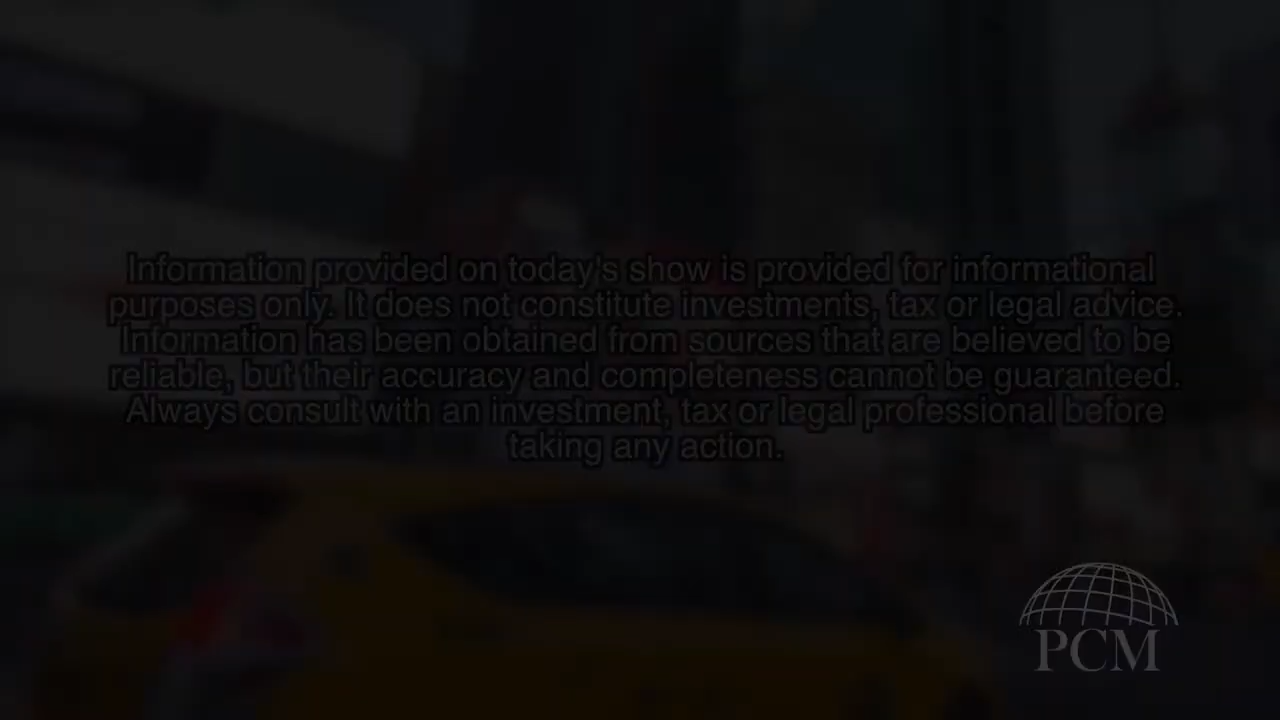 Information provided on today's show is provided for informational
purposes only. It does not constitute investments, tax or legal advice.
Information has been obtained from sources that are believed to be
reliable, but their accuracy and completeness cannot be guaranteed.
Always consult with an investment, tax or legal professional before
taking any action.
PCM